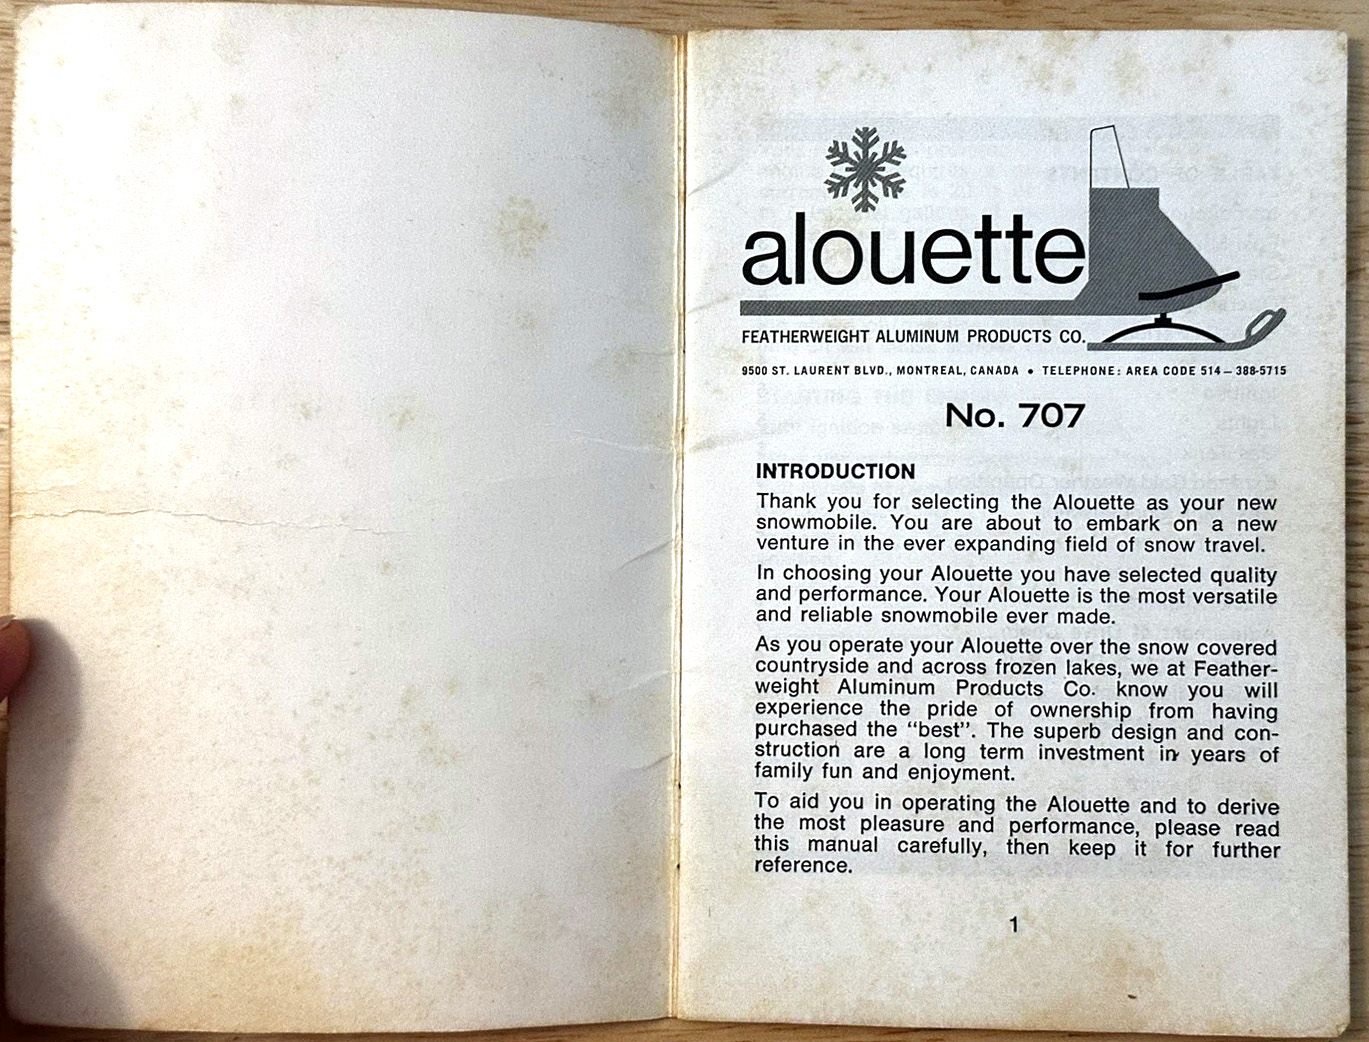 alouette
FEATHERWEIGHT ALUMINUM PRODUCTS CO.
9500 ST. LAURENT BLVD., MONTREAL, CANADA • TELEPHONE: AREA CODE 514–388-5715
No. 707
INTRODUCTION
Thank you for selecting the Alouette as your new
snowmobile. You are about to embark on a new
venture in the ever expanding field of snow travel.
In choosing your Alouette you have selected quality
and performance. Your Alouette is the most versatile
and reliable snowmobile ever made.
As you operate your Alouette over the snow covered
countryside and across frozen lakes, we at Feather-
weight Aluminum Products Co. know you will
experience the pride of ownership from having
purchased the “best”. The superb design and con-
struction are a long term investment in years of
family fun and enjoyment.
To aid you in operating the Alouette and to derive
the most pleasure and performance, please read
this manual carefully, then keep it for further
reference.
1